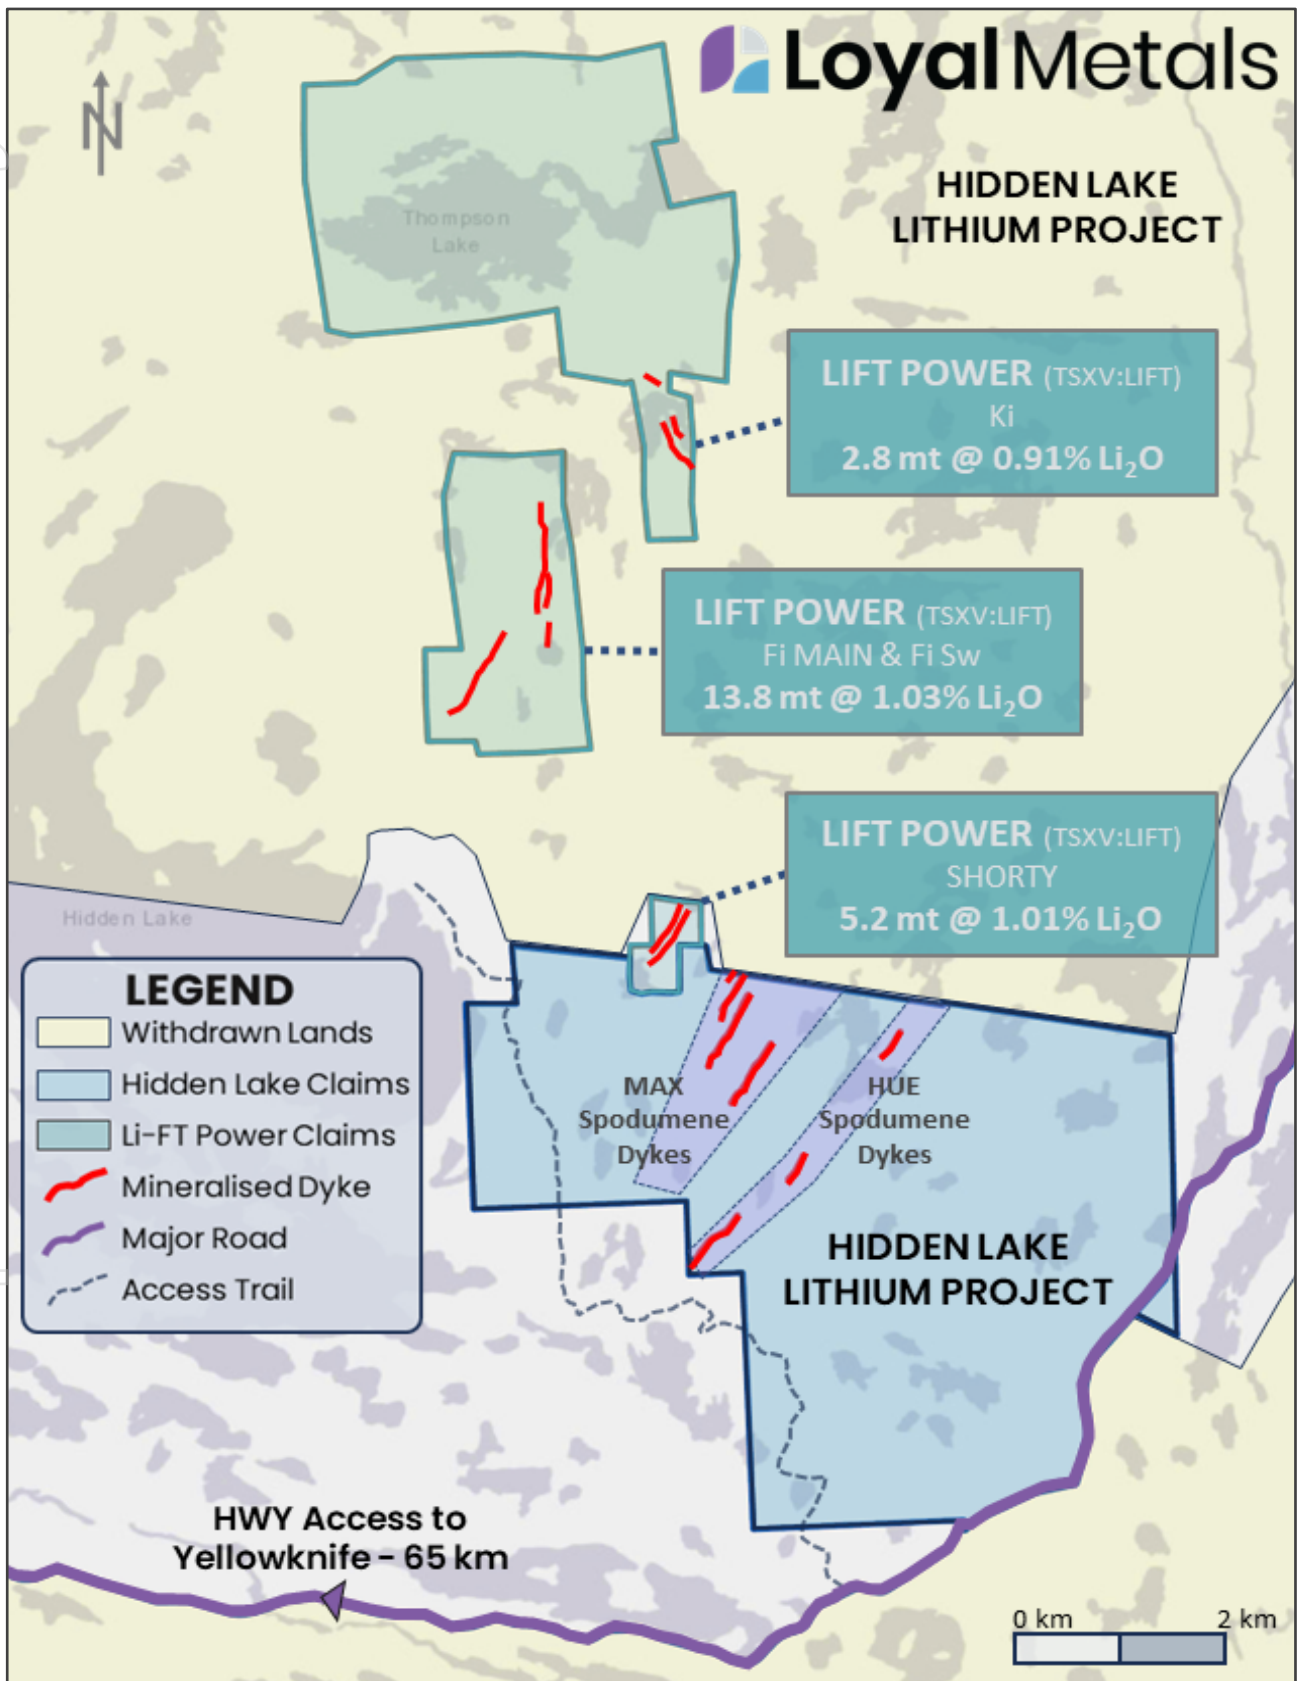 Loyal Metals
N
HIDDEN LAKE
LITHIUM PROJECT
Thompson
Lake
LIFT POWER (TSXV:LIFT)
Ki
2.8 mt @ 0.91% Li₂O
LIFT POWER (TSXV:LIFT)
Fi MAIN & Fi Sw
13.8 mt @ 1.03% Li₂O
LIFT POWER (TSXV:LIFT)
SHORTY
5.2 mt @ 1.01% Li₂O
Hidden Lake
LEGEND
Withdrawn Lands
Hidden Lake Claims
Li-FT Power Claims
Mineralised Dyke
Major Road
Access Trail
MAX
Spodumene
Dykes
HUE
Spodumene
Dykes
HIDDEN LAKE
LITHIUM PROJECT
HWY Access to
Yellowknife - 65 km
0 km 2 km